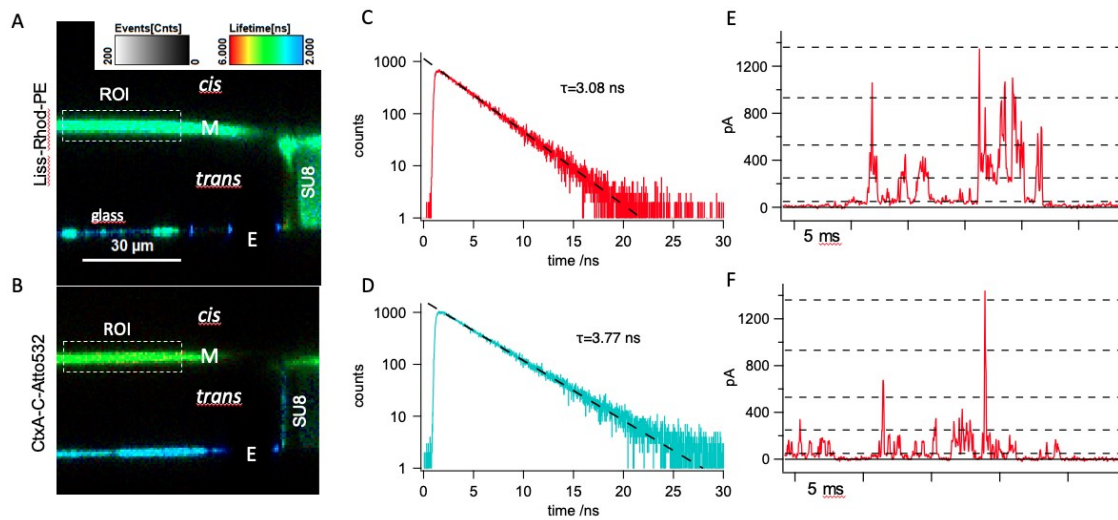 A
Events[Cnts]
200
0
Lifetime[ns]
6.000
2.000
Liss-Rhod-PE
cis
ROI
M
trans
SU8
glass
30 µm
E
B
CtxA-C-Atto532
cis
ROI
M
trans
SU8
E
C
1000
100
10
1
counts
τ=3.08 ns
0 5 10 15 20 25 30
time /ns
D
1000
100
10
1
counts
τ=3.77 ns
0 5 10 15 20 25 30
time /ns
E
1200
800
400
0
pA
5 ms
F
1200
800
400
0
pA
5 ms